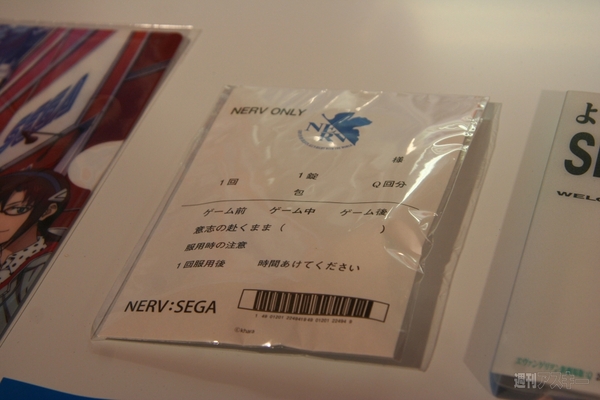 NERV ONLY
NERV
様
1回 1錠 Q回分
包
ゲーム前 ゲーム中 ゲーム後
意志の赴くまま ( )
服用時の注意
1回服用後 時間あけてください
NERV:SEGA
©khara
よ
S
WELC
週刊アスキー